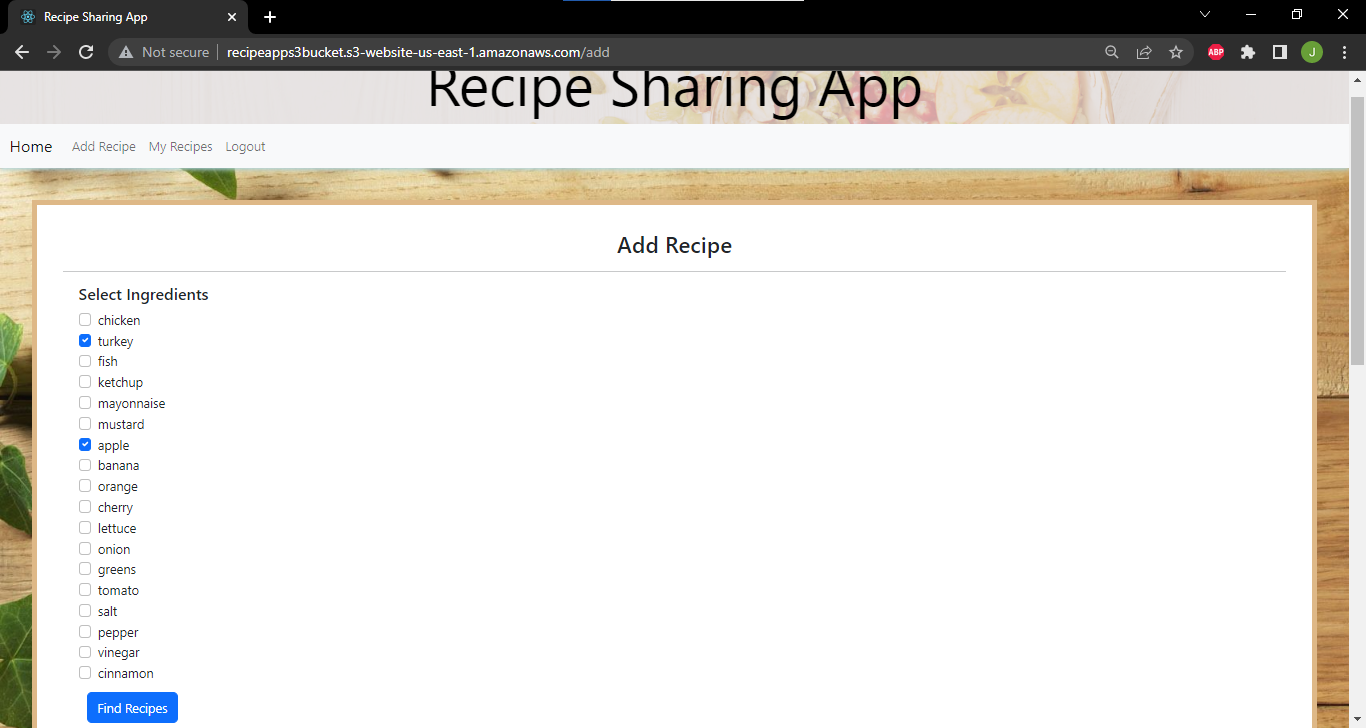 Recipe Sharing App
Not secure
recipeapps3bucket.s3-website-us-east-1.amazonaws.com/add
ABP
J
Recipe Sharing App
Home Add Recipe My Recipes Logout
Add Recipe
Select Ingredients
chicken
turkey
fish
ketchup
mayonnaise
mustard
apple
banana
orange
cherry
lettuce
onion
greens
tomato
salt
pepper
vinegar
cinnamon
Find Recipes